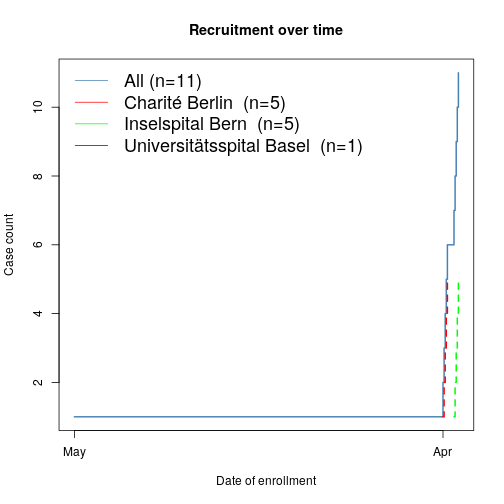 Recruitment over time
All (n=11)
Charité Berlin  (n=5)
Inselspital Bern  (n=5)
Universitätsspital Basel  (n=1)
10
8
6
4
2
Case count
May
Apr
Date of enrollment